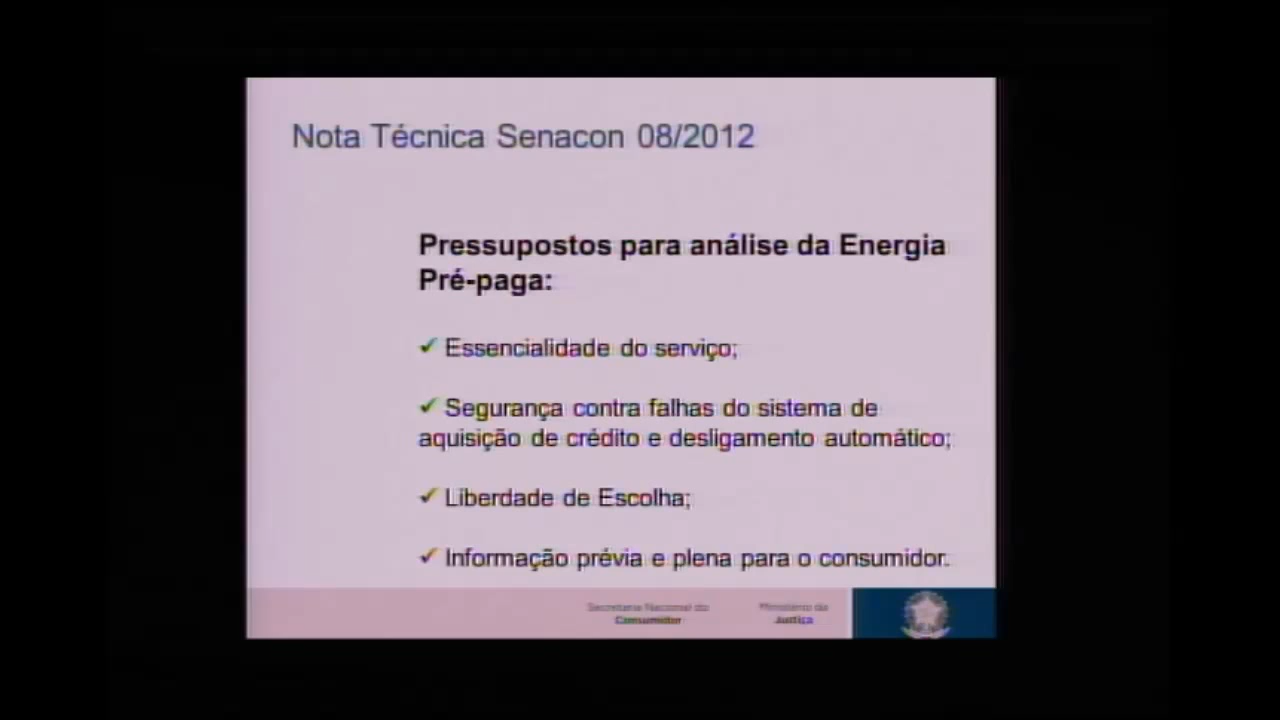 Nota Técnica Senacon 08/2012
Pressupostos para análise da Energia
Pré-paga:
✓ Essencialidade do serviço;
✓ Segurança contra falhas do sistema de
aquisição de crédito e desligamento automático;
✓ Liberdade de Escolha;
✓ Informação prévia e plena para o consumidor.
Secretaria Nacional do
Consumidor
Ministério da
Justiça